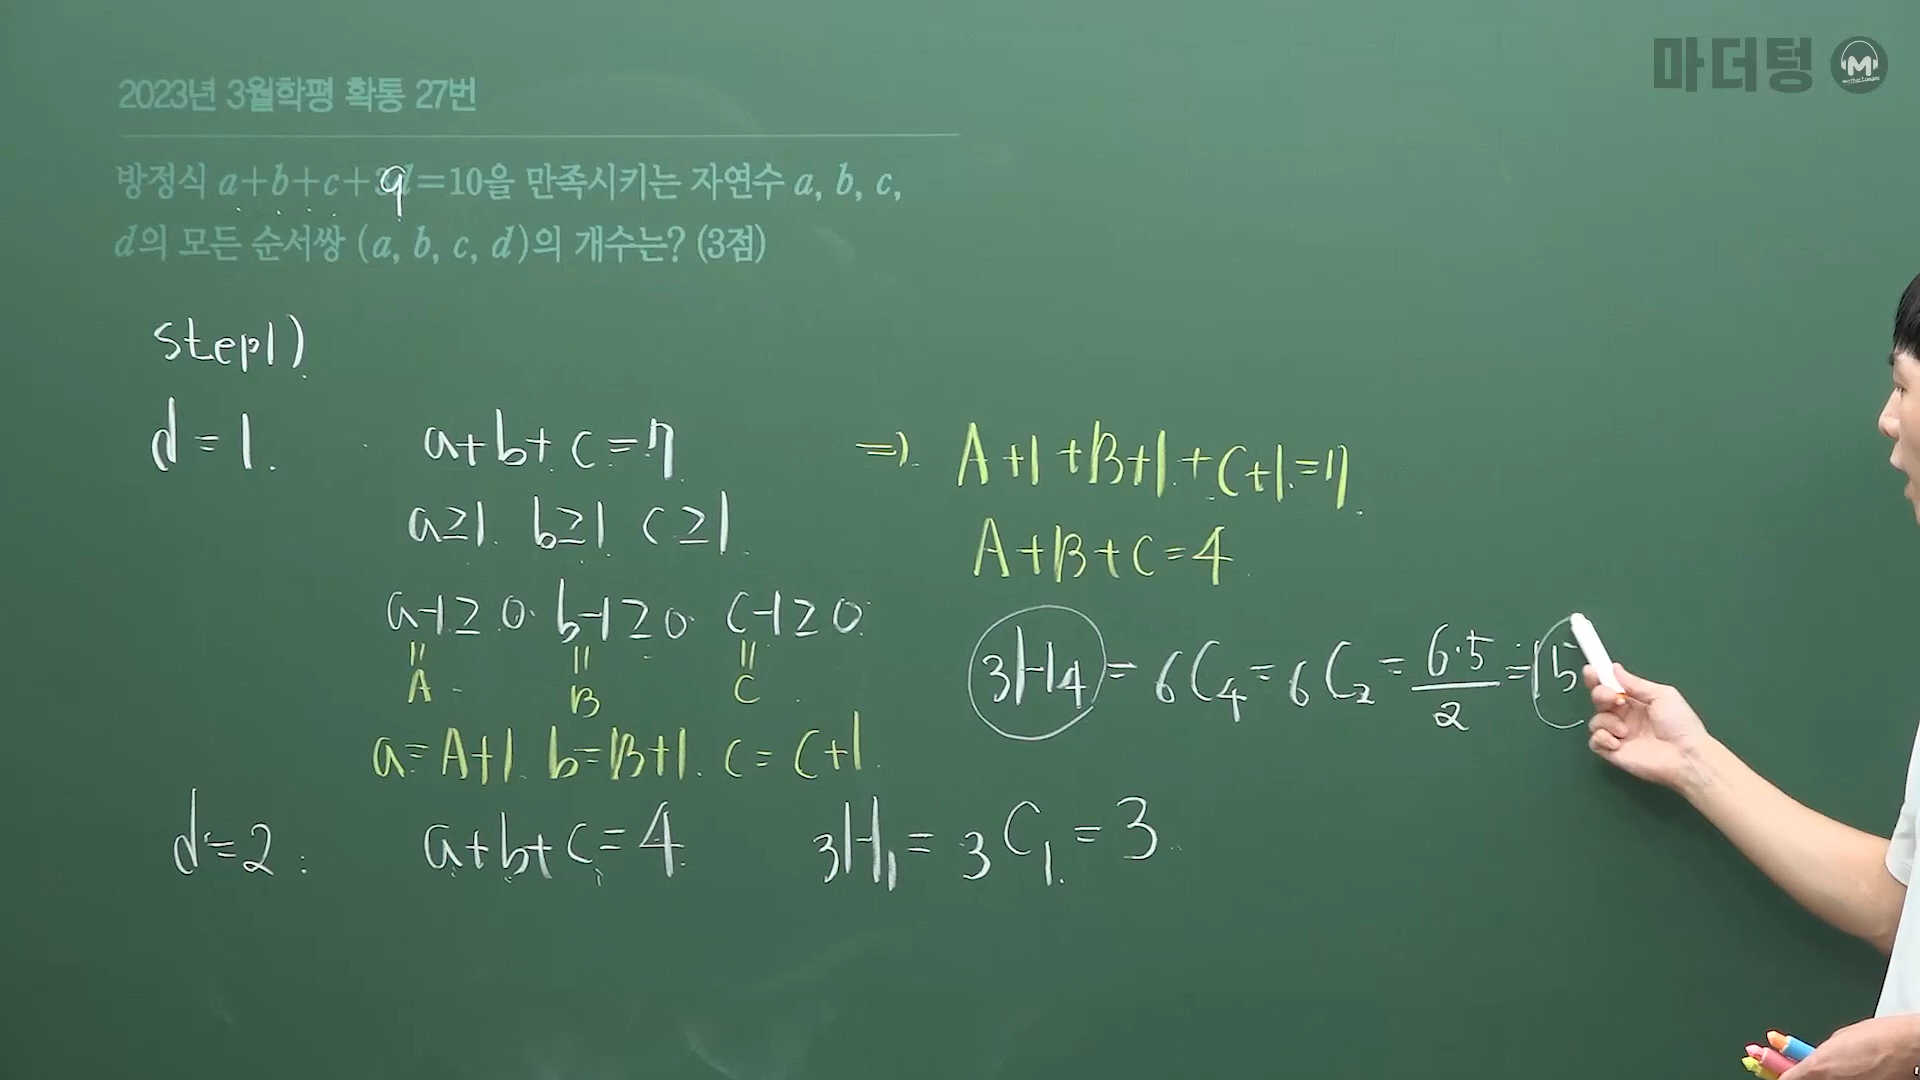 마더텅
2023년 3월학평 확통 27번
방정식 a+b+c+9=10을 만족시키는 자연수 a, b, c,
d의 모든 순서쌍 (a, b, c, d)의 개수는? (3점)
step1)
d=1. a+b+c=7 ⇒ A+1+B+1+C+1=7
a≥1 b≥1 c≥1
A+B+C=4
a-1≥0 b-1≥0 c-1≥0
= = =
A B C
₃H₄=₆C₄=₆C₂=6·5/2=15
a=A+1 b=B+1 c=C+1
d=2 a+b+c=4 ₃H₁=₃C₁=3